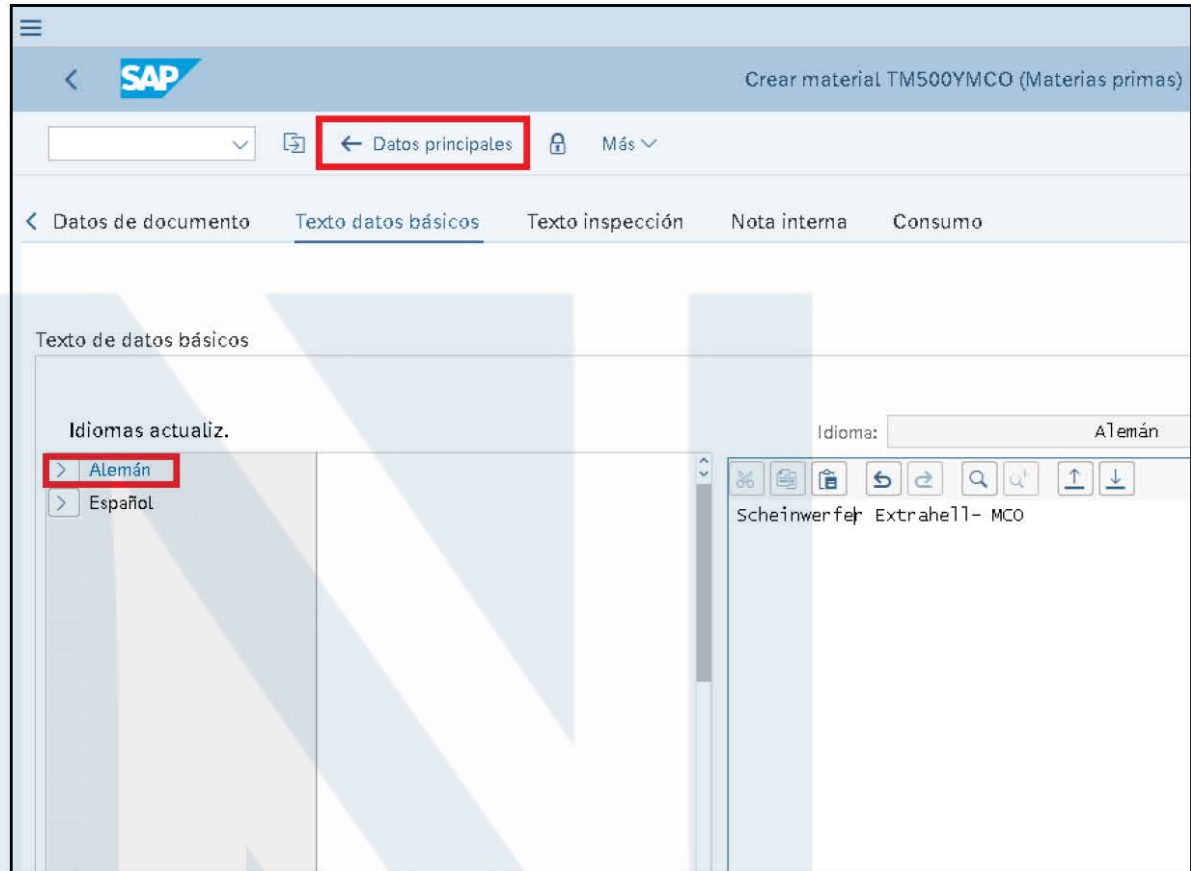 SAP Crear material TM500YMCO (Materias primas)
Datos principales Más
Datos de documento Texto datos básicos Texto inspección Nota interna Consumo
Texto de datos básicos
Idiomas actualiz. Idioma: Alemán
Alemán
Español
Scheinwerfer Extrahell- MCO